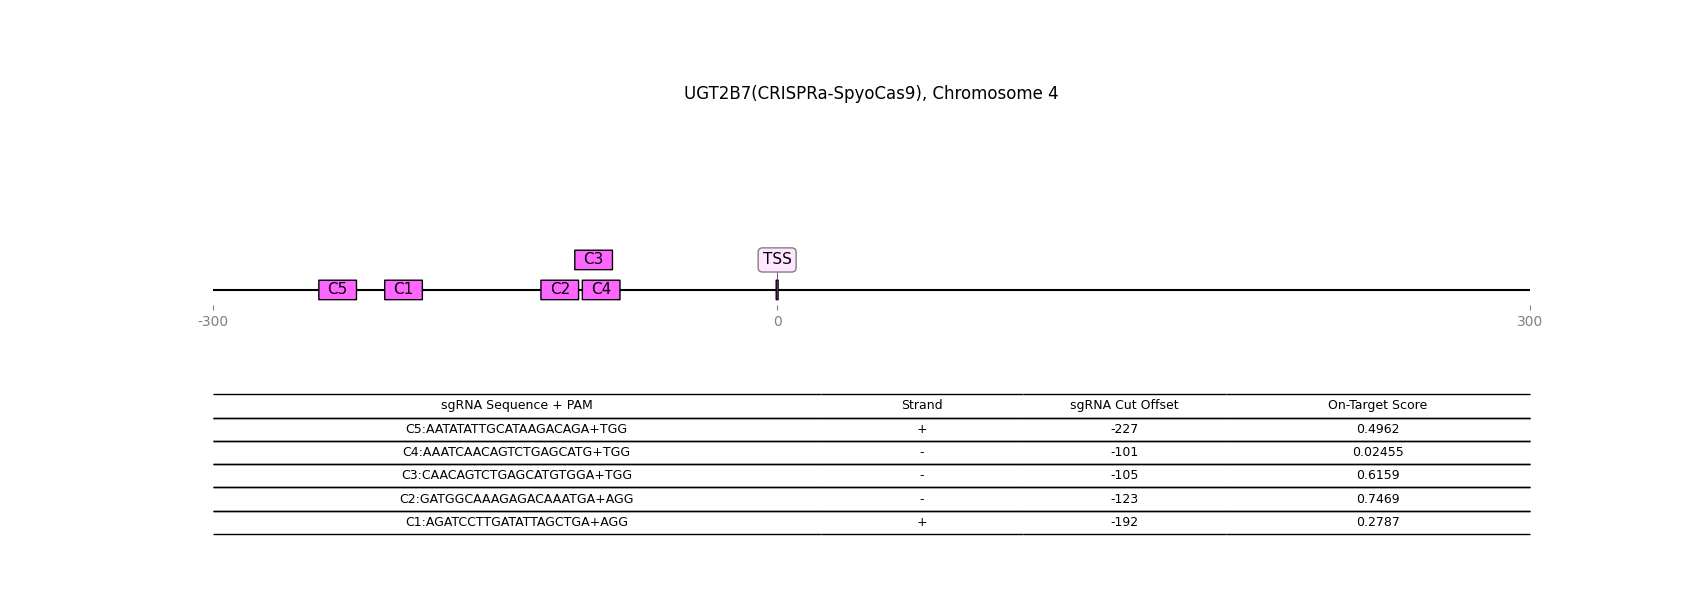 UGT2B7(CRISPRa-SpyoCas9), Chromosome 4
C3 TSS
C5 C1 C2 C4
-300 0 300
sgRNA Sequence + PAM Strand sgRNA Cut Offset On-Target Score
C5:AATATATTGCATAAGACAGA+TGG + -227 0.4962
C4:AAATCAACAGTCTGAGCATG+TGG - -101 0.02455
C3:CAACAGTCTGAGCATGTGGA+TGG - -105 0.6159
C2:GATGGCAAAGAGACAAATGA+AGG - -123 0.7469
C1:AGATCCTTGATATTAGCTGA+AGG + -192 0.2787